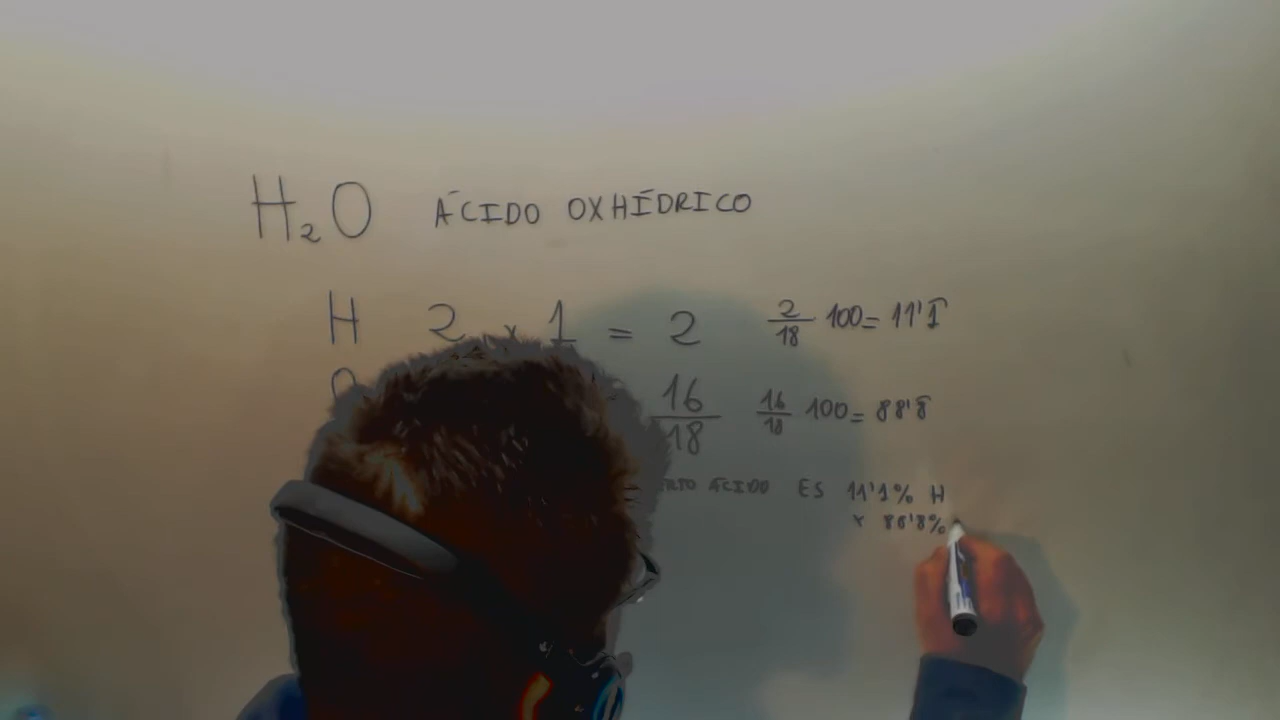 H₂O ÁCIDO OXHÍDRICO
H 2 x 1 = 2 2/18 100= 11'1̄
O 16/18 16/18 100= 88'8̄
ÁCIDO ES 11'1% H
Y 88'8%